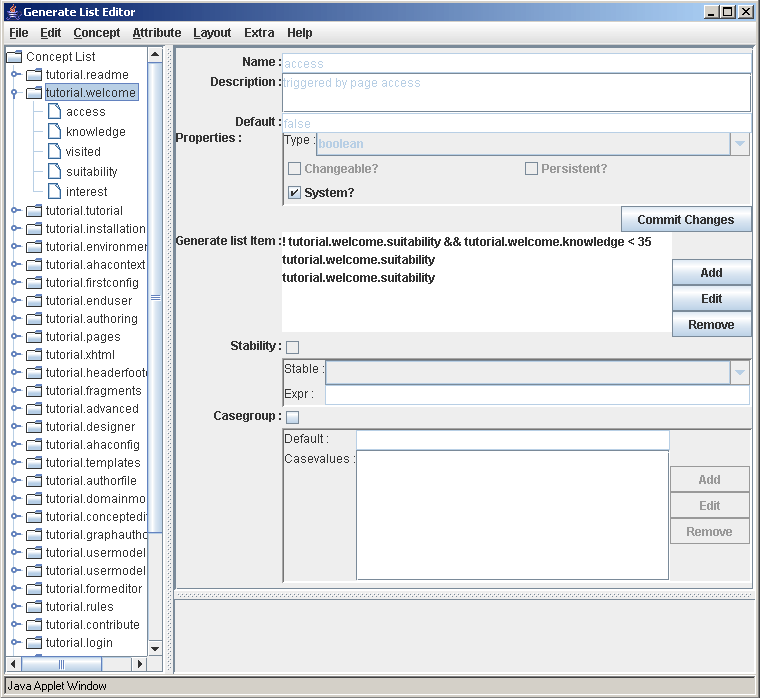 Generate List Editor
File Edit Concept Attribute Layout Extra Help
Concept List
tutorial.readme
tutorial.welcome
access
knowledge
visited
suitability
interest
tutorial.tutorial
tutorial.installation
tutorial.environmer
tutorial.ahacontext
tutorial.firstconfig
tutorial.enduser
tutorial.authoring
tutorial.pages
tutorial.xhtml
tutorial.headerfoot
tutorial.fragments
tutorial.advanced
tutorial.designer
tutorial.ahaconfig
tutorial.templates
tutorial.authorfile
tutorial.domainmo
tutorial.conceptedi
tutorial.graphautho
tutorial.usermodel
tutorial.usermodel
tutorial.formeditor
tutorial.rules
tutorial.contribute
tutorial.login
Name : access
Description : triggered by page access
Default : false
Properties : Type : boolean
Changeable? Persistent?
System?
Commit Changes
Generate list Item : ! tutorial.welcome.suitability && tutorial.welcome.knowledge < 35
tutorial.welcome.suitability
tutorial.welcome.suitability
Add
Edit
Remove
Stability :
Stable :
Expr :
Casegroup :
Default :
Casevalues :
Add
Edit
Remove
Java Applet Window